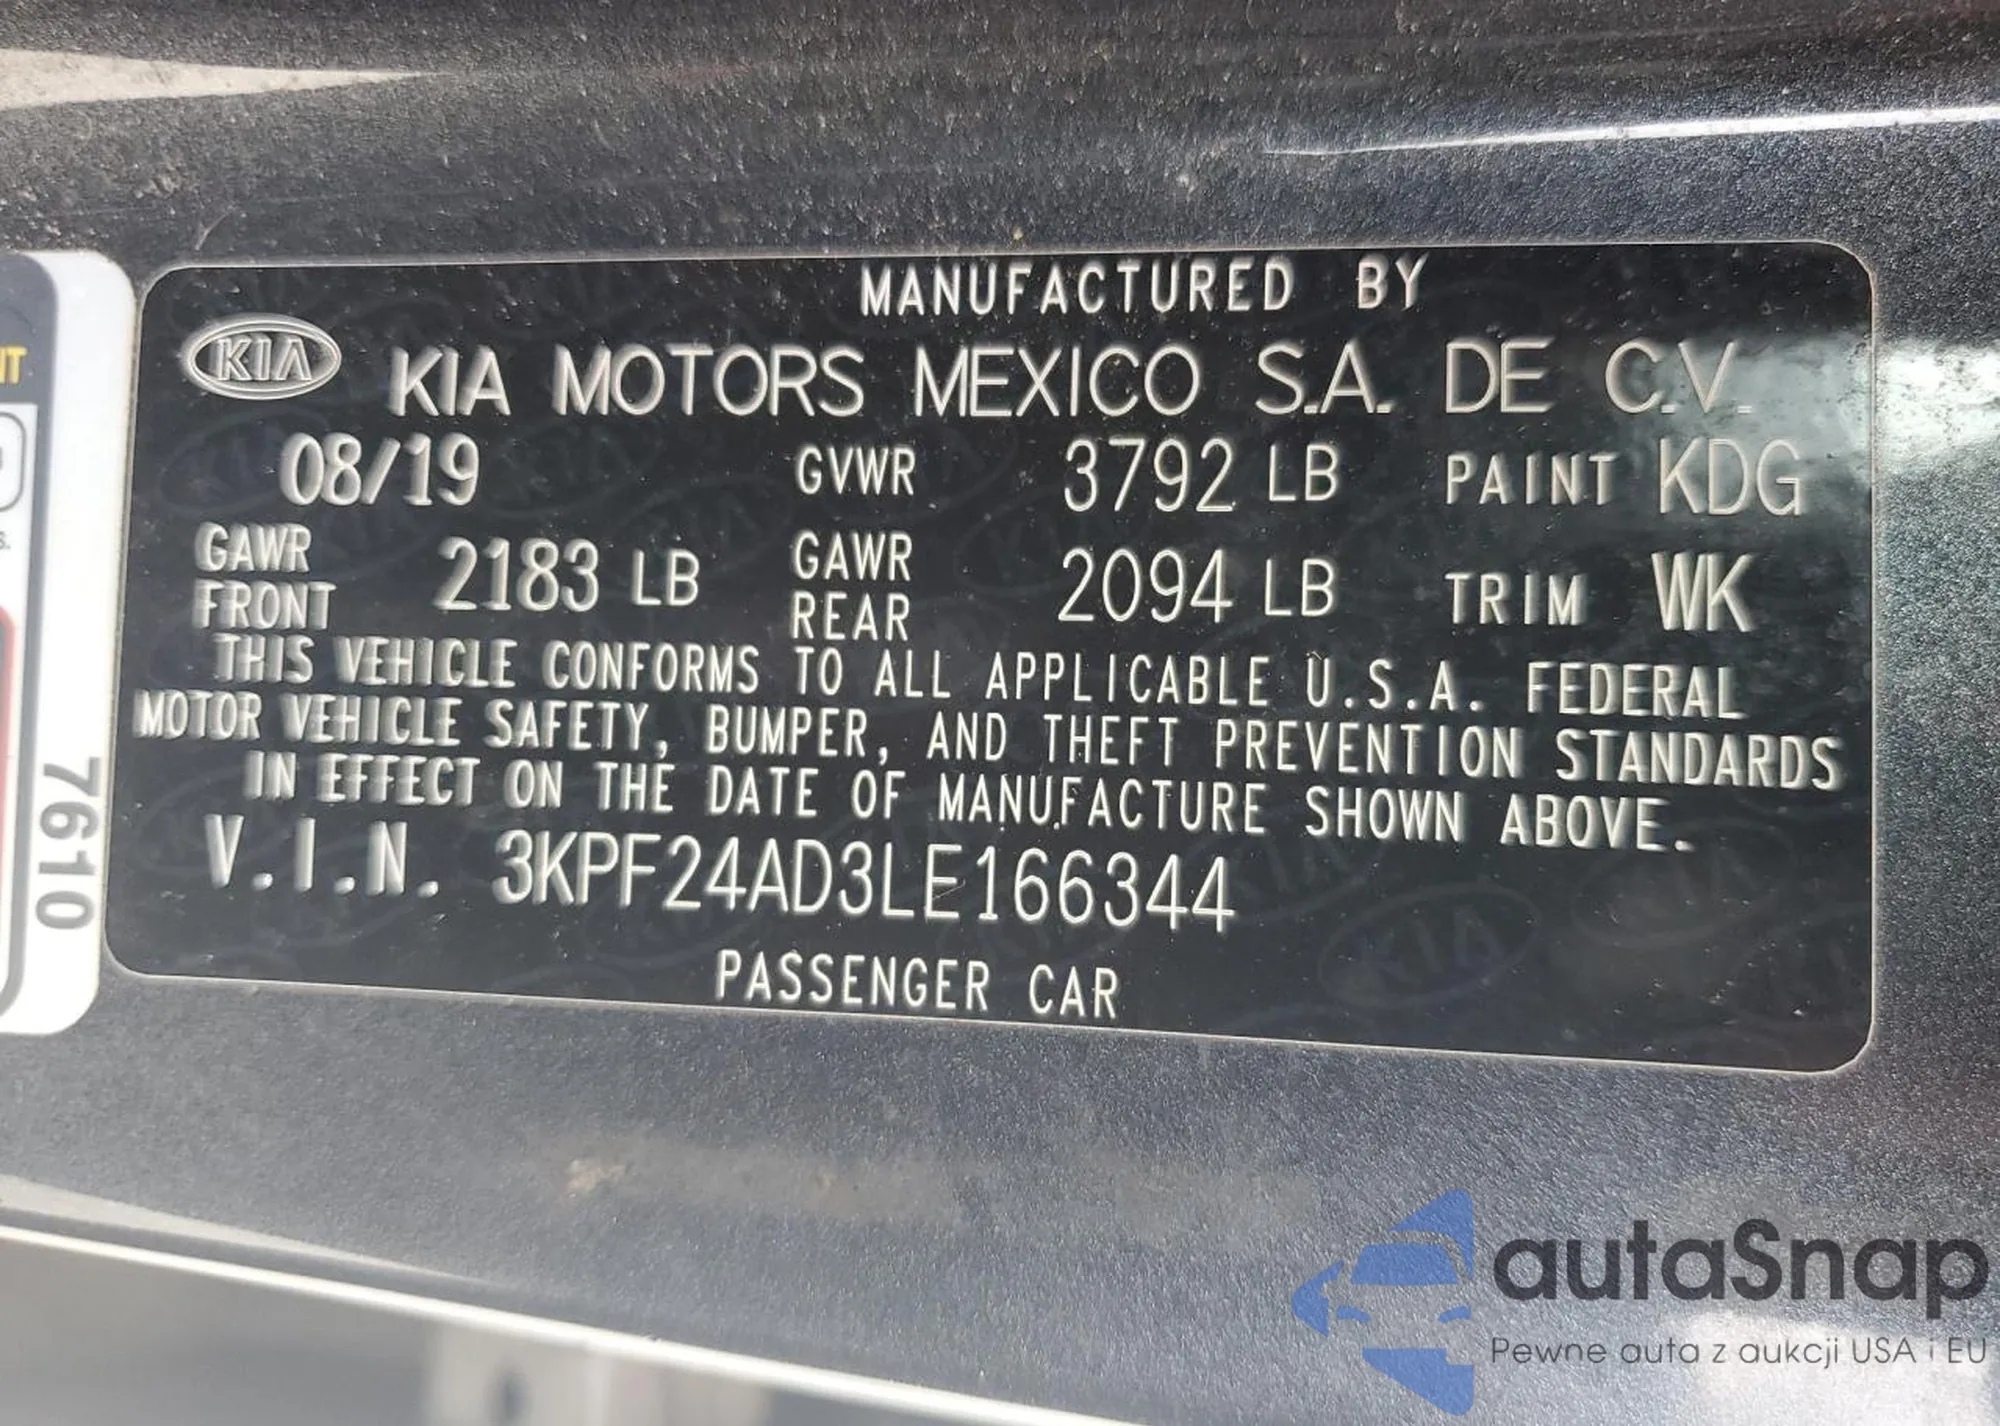 MANUFACTURED BY
KIA
KIA MOTORS MEXICO S.A. DE C.V.
08/19 GVWR 3792 LB PAINT KDG
GAWR FRONT 2183 LB GAWR REAR 2094 LB TRIM WK
THIS VEHICLE CONFORMS TO ALL APPLICABLE U.S.A. FEDERAL
MOTOR VEHICLE SAFETY, BUMPER, AND THEFT PREVENTION STANDARDS
IN EFFECT ON THE DATE OF MANUFACTURE SHOWN ABOVE.
V.I.N. 3KPF24AD3LE166344
PASSENGER CAR
7610
autaSnap
Pewne auta z aukcji USA i EU